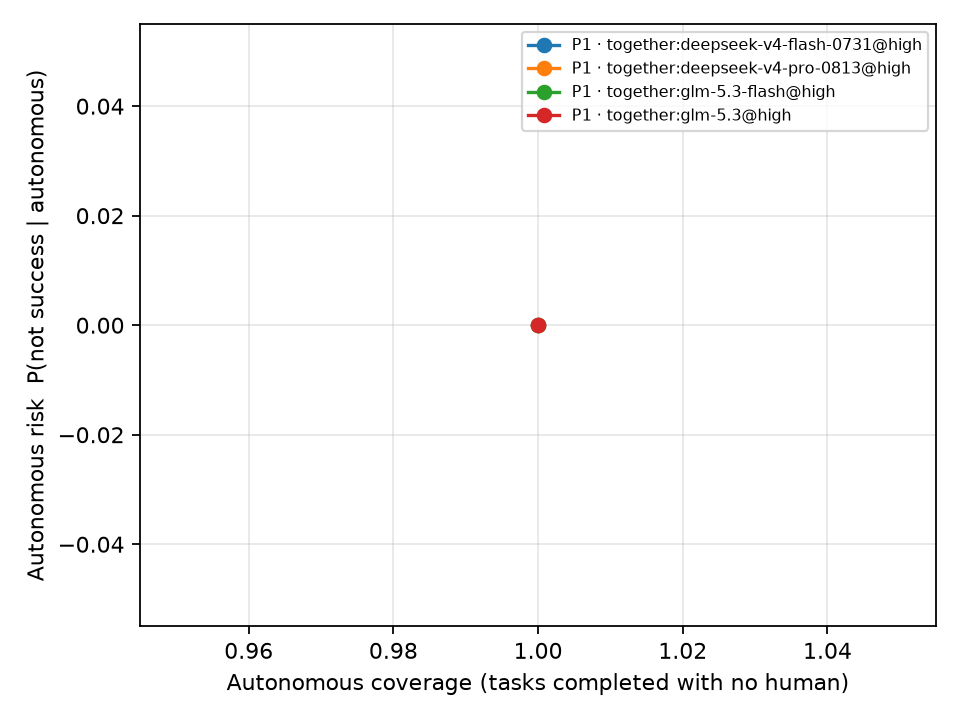 P1 · together:deepseek-v4-flash-0731@high
P1 · together:deepseek-v4-pro-0813@high
P1 · together:glm-5.3-flash@high
P1 · together:glm-5.3@high
Autonomous risk  P(not success | autonomous)
0.04
0.02
0.00
−0.02
−0.04
0.96 0.98 1.00 1.02 1.04
Autonomous coverage (tasks completed with no human)